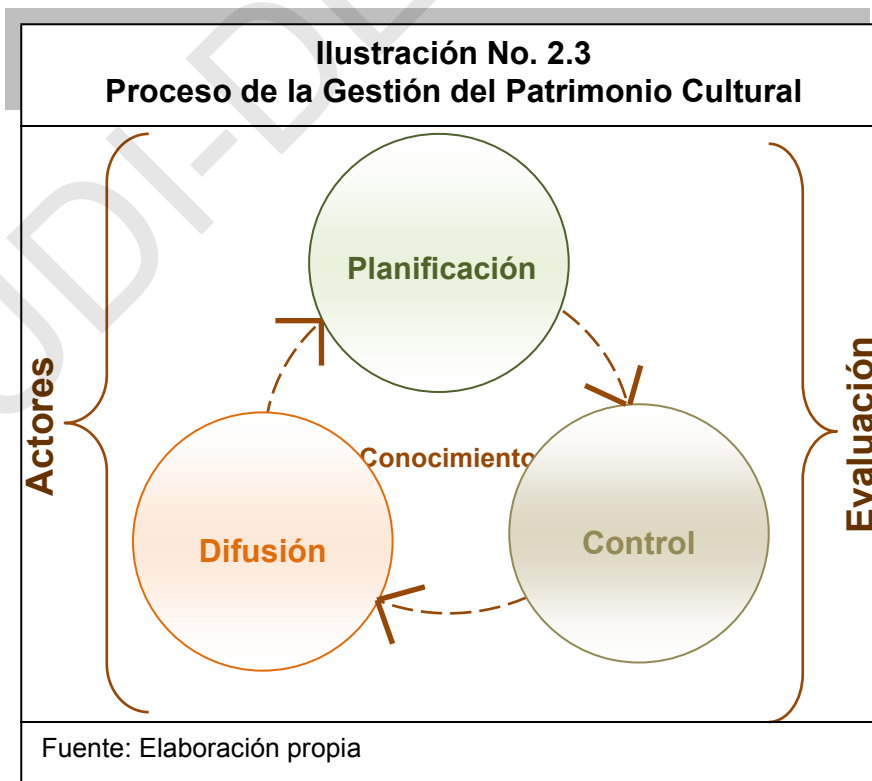 Ilustración No. 2.3
Proceso de la Gestión del Patrimonio Cultural
Planificación
Actores
Conocimiento
Evaluación
Difusión
Control
Fuente: Elaboración propia